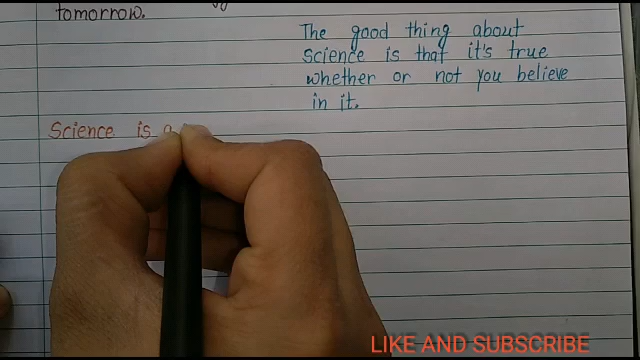 tomorrow.
The good thing about
science is that it's true
whether or not you believe
in it.
Science is a
LIKE AND SUBSCRIBE